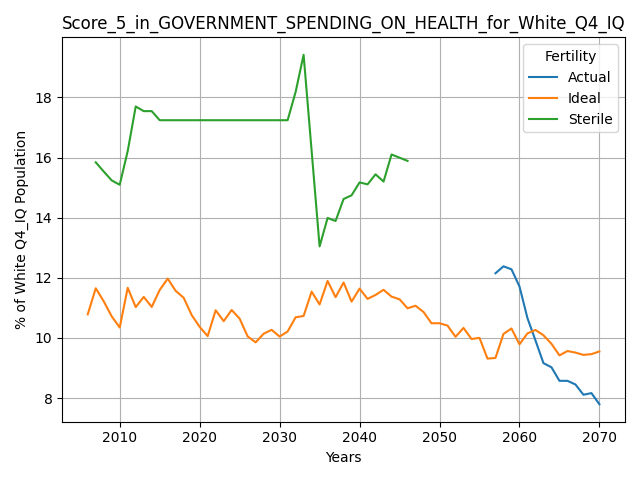 Score_5_in_GOVERNMENT_SPENDING_ON_HEALTH_for_White_Q4_IQ
% of White Q4_IQ Population
18
16
14
12
10
8
2010 2020 2030 2040 2050 2060 2070
Years
Fertility
Actual
Ideal
Sterile